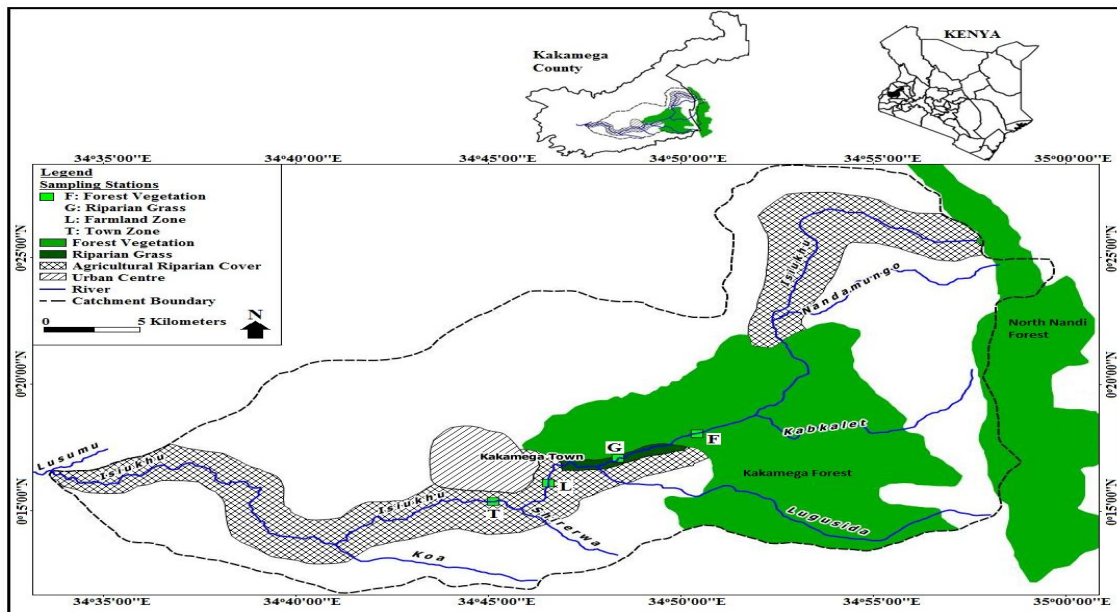 Kakamega
County
KENYA
34°35'00"E 34°40'00"E 34°45'00"E 34°50'00"E 34°55'00"E 35°00'00"E
Legend
Sampling Stations
F: Forest Vegetation
G: Riparian Grass
L: Farmland Zone
T: Town Zone
Forest Vegetation
Riparian Grass
Agricultural Riparian Cover
Urban Centre
River
Catchment Boundary
0 5 Kilometers
N
0°25'00"N
0°25'00"N
Isiukhu
Nandamungo
North Nandi
Forest
0°20'00"N
0°20'00"N
Kabkalet
F
G
Kakamega Town
Kakamega Forest
Lusumu
Isiukhu
L
Isiukhu
T
0°15'00"N
0°15'00"N
Shirerwa
Lugusida
Koa
34°35'00"E 34°40'00"E 34°45'00"E 34°50'00"E 34°55'00"E 35°00'00"E